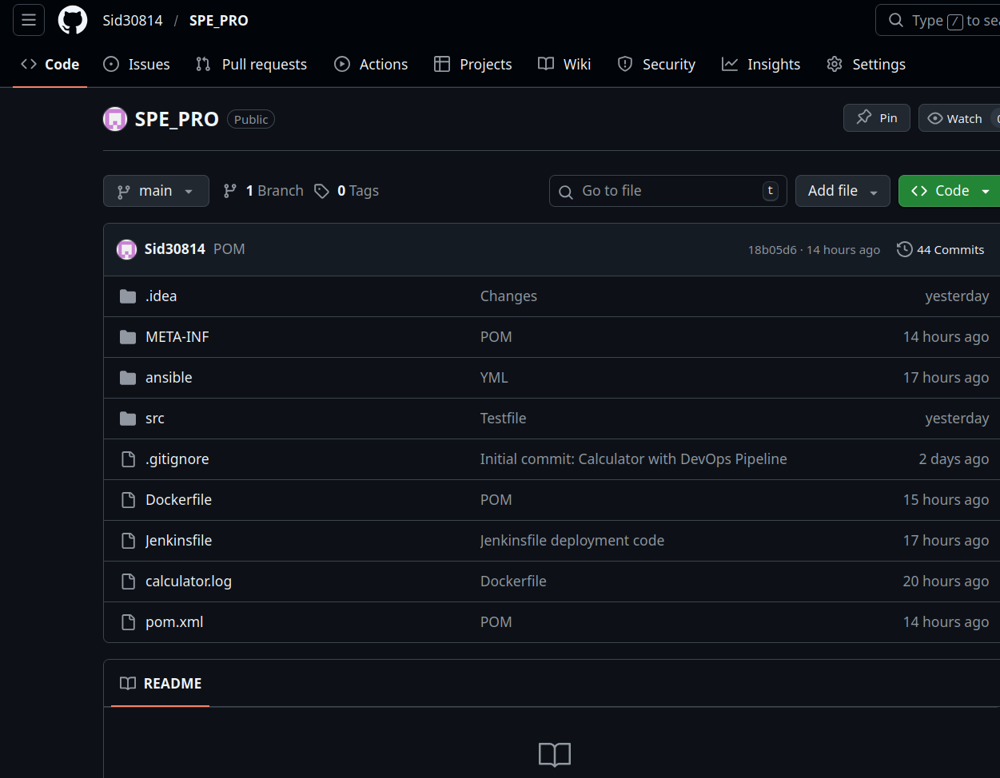 Sid30814 / SPE_PRO Type / to sea
Code Issues Pull requests Actions Projects Wiki Security Insights Settings
SPE_PRO Public Pin Watch
main 1 Branch 0 Tags Go to file t Add file Code
Sid30814 POM 18b05d6 · 14 hours ago 44 Commits
.idea Changes yesterday
META-INF POM 14 hours ago
ansible YML 17 hours ago
src Testfile yesterday
.gitignore Initial commit: Calculator with DevOps Pipeline 2 days ago
Dockerfile POM 15 hours ago
Jenkinsfile Jenkinsfile deployment code 17 hours ago
calculator.log Dockerfile 20 hours ago
pom.xml POM 14 hours ago
README